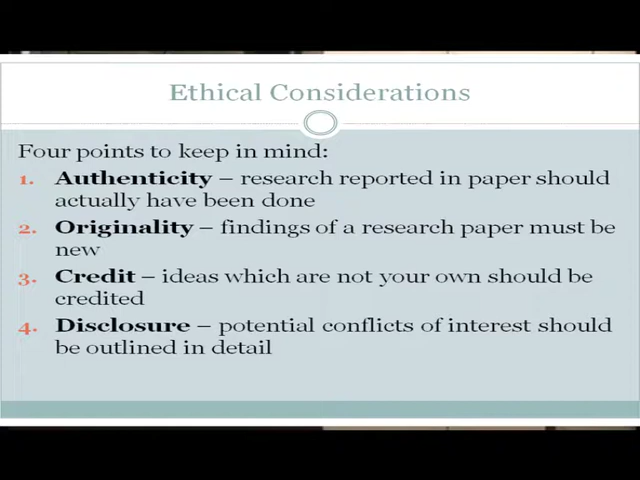 Ethical Considerations
Four points to keep in mind:
1. Authenticity – research reported in paper should
actually have been done
2. Originality – findings of a research paper must be
new
3. Credit – ideas which are not your own should be
credited
4. Disclosure – potential conflicts of interest should
be outlined in detail